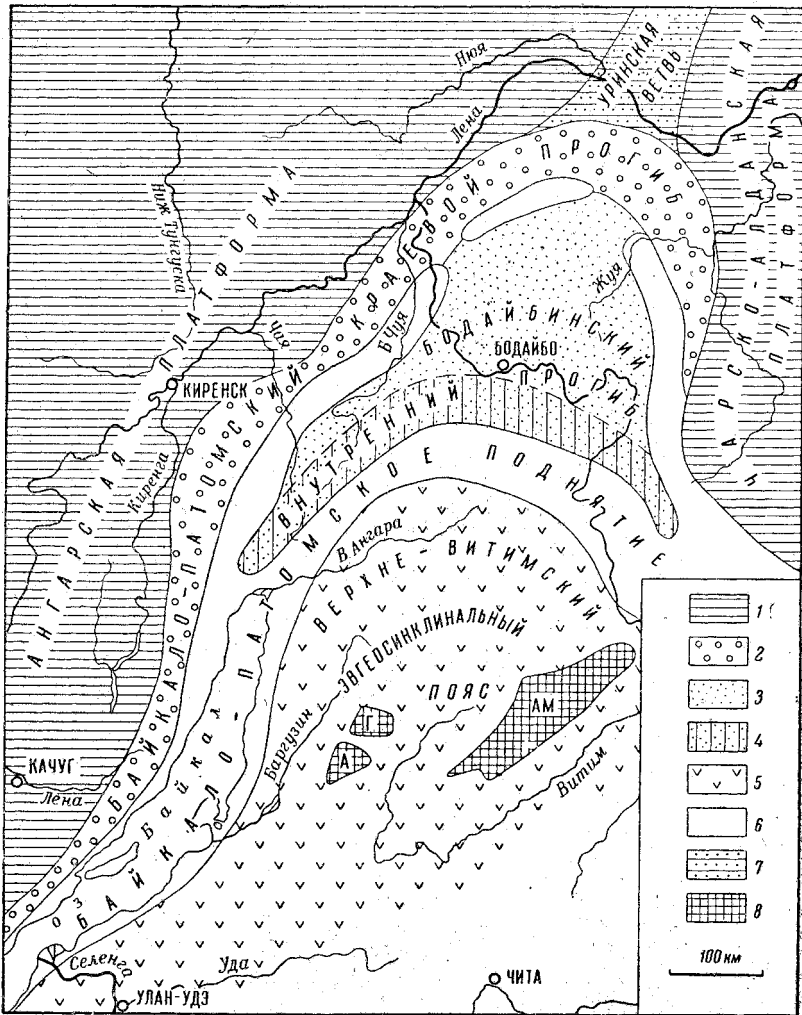 Нюя
Лена
УРИНСКАЯ
ВЕТВЬ
ЧАРСКО-АЛДАНСКАЯ
ПЛАТФОРМА
Ниж Тунгуска
АНГАРСКАЯ ПЛАТФОРМА
БАЙКАЛО-ПАТОМСКИЙ КРАЕВОЙ ПРОГИБ
Жуя
Чая
Б Чуя
БОДАЙБИНСКИЙ
БОДАЙБО
ВНУТРЕННИЙ ПРОГИБ
КИРЕНСК
Киренга
БАЙКАЛО-ПАТОМСКОЕ ПОДНЯТИЕ
В. Ангара
ВЕРХНЕ-ВИТИМСКИЙ
ЭВГЕОСИНКЛИНАЛЬНЫЙ
ПОЯС
АМ
Г
А
Баргузин
Витим
КАЧУГ
Лена
оз Байкал
Селенга
Уда
УЛАН-УДЭ
ЧИТА
1
2
3
4
5
6
7
8
100 км